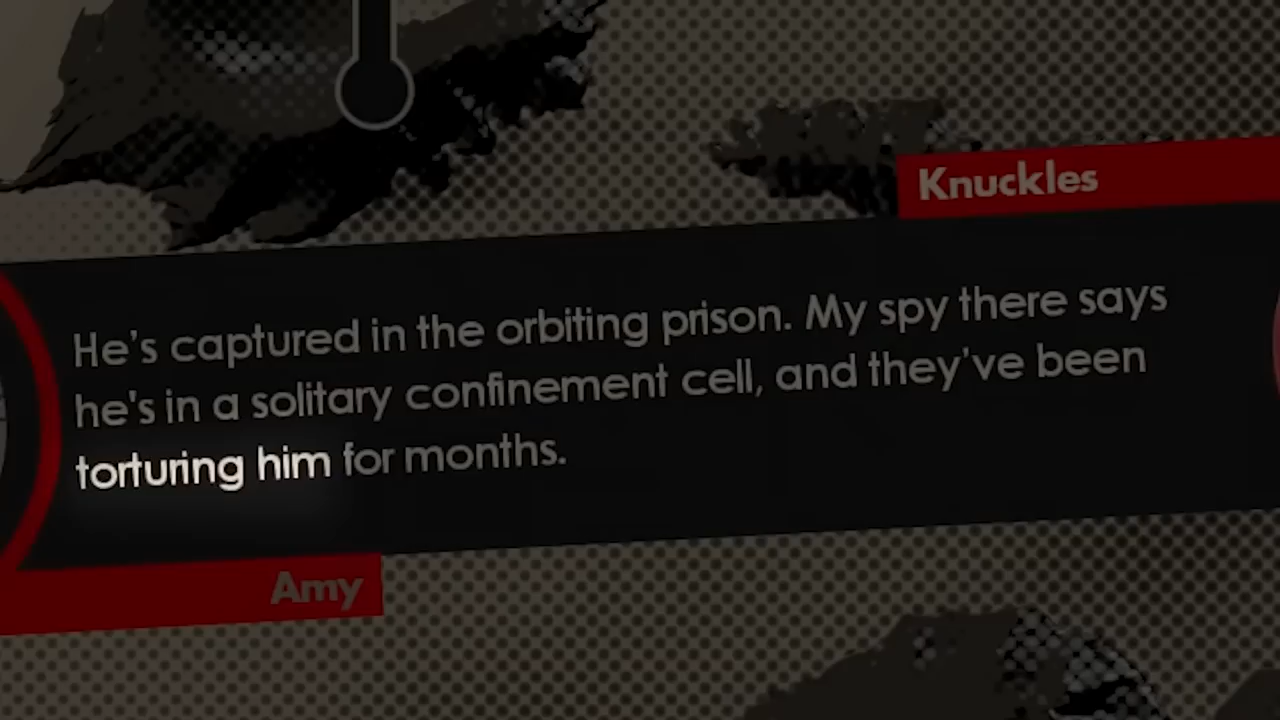 Knuckles
He's captured in the orbiting prison. My spy there says
he's in a solitary confinement cell, and they've been
torturing him for months.
Amy